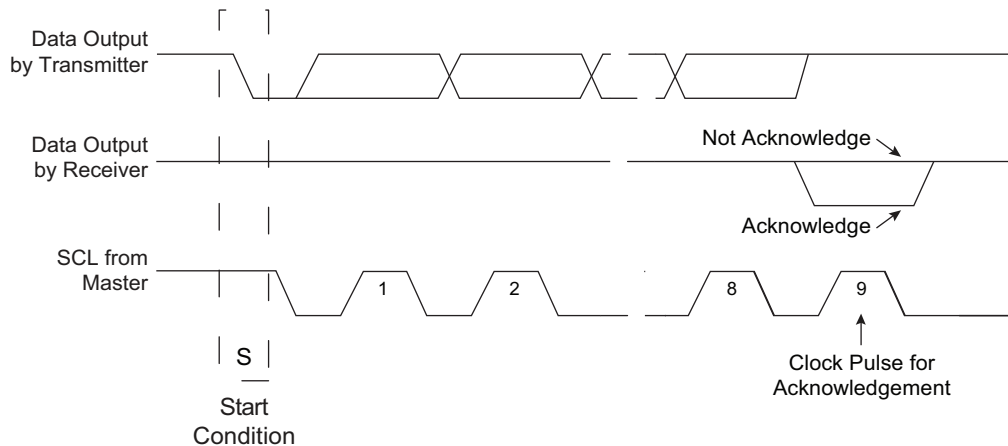 Data Output
by Transmitter
Data Output
by Receiver
Not Acknowledge
Acknowledge
SCL from
Master
1
2
8
9
S
Start
Condition
Clock Pulse for
Acknowledgement